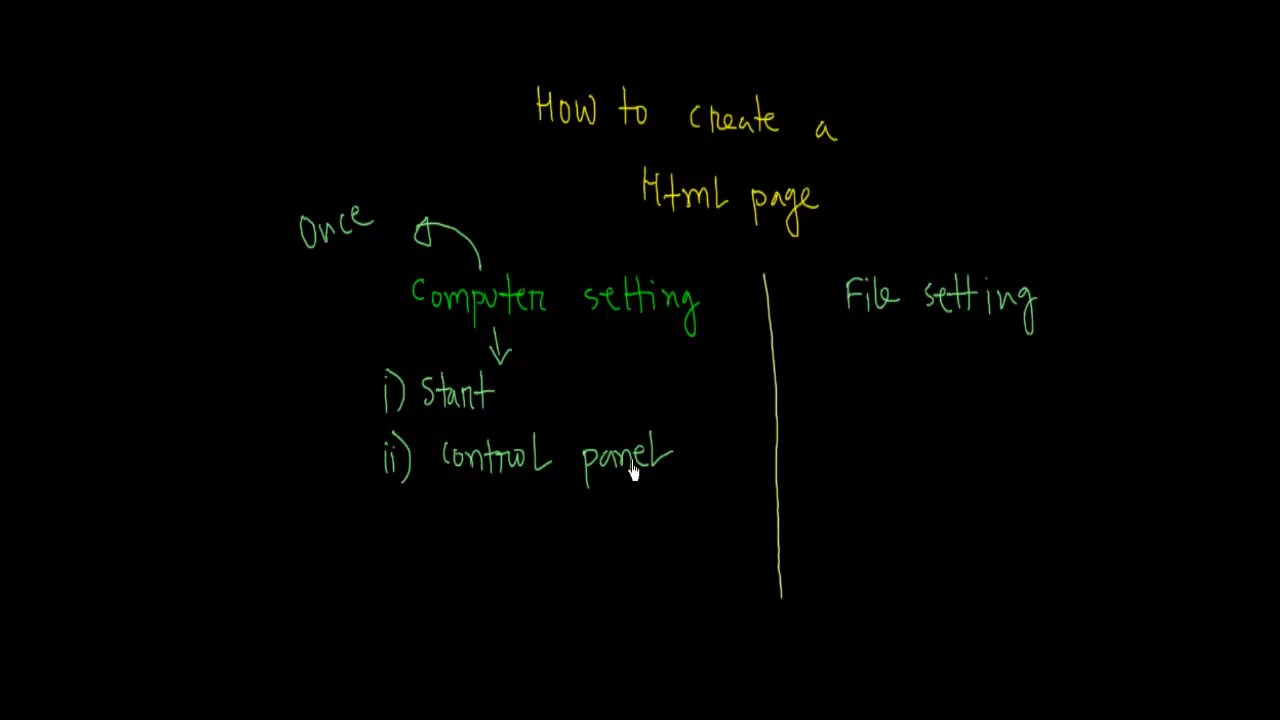 How to create a
Html page
Once
Computer setting
File setting
i) Start
ii) control panel